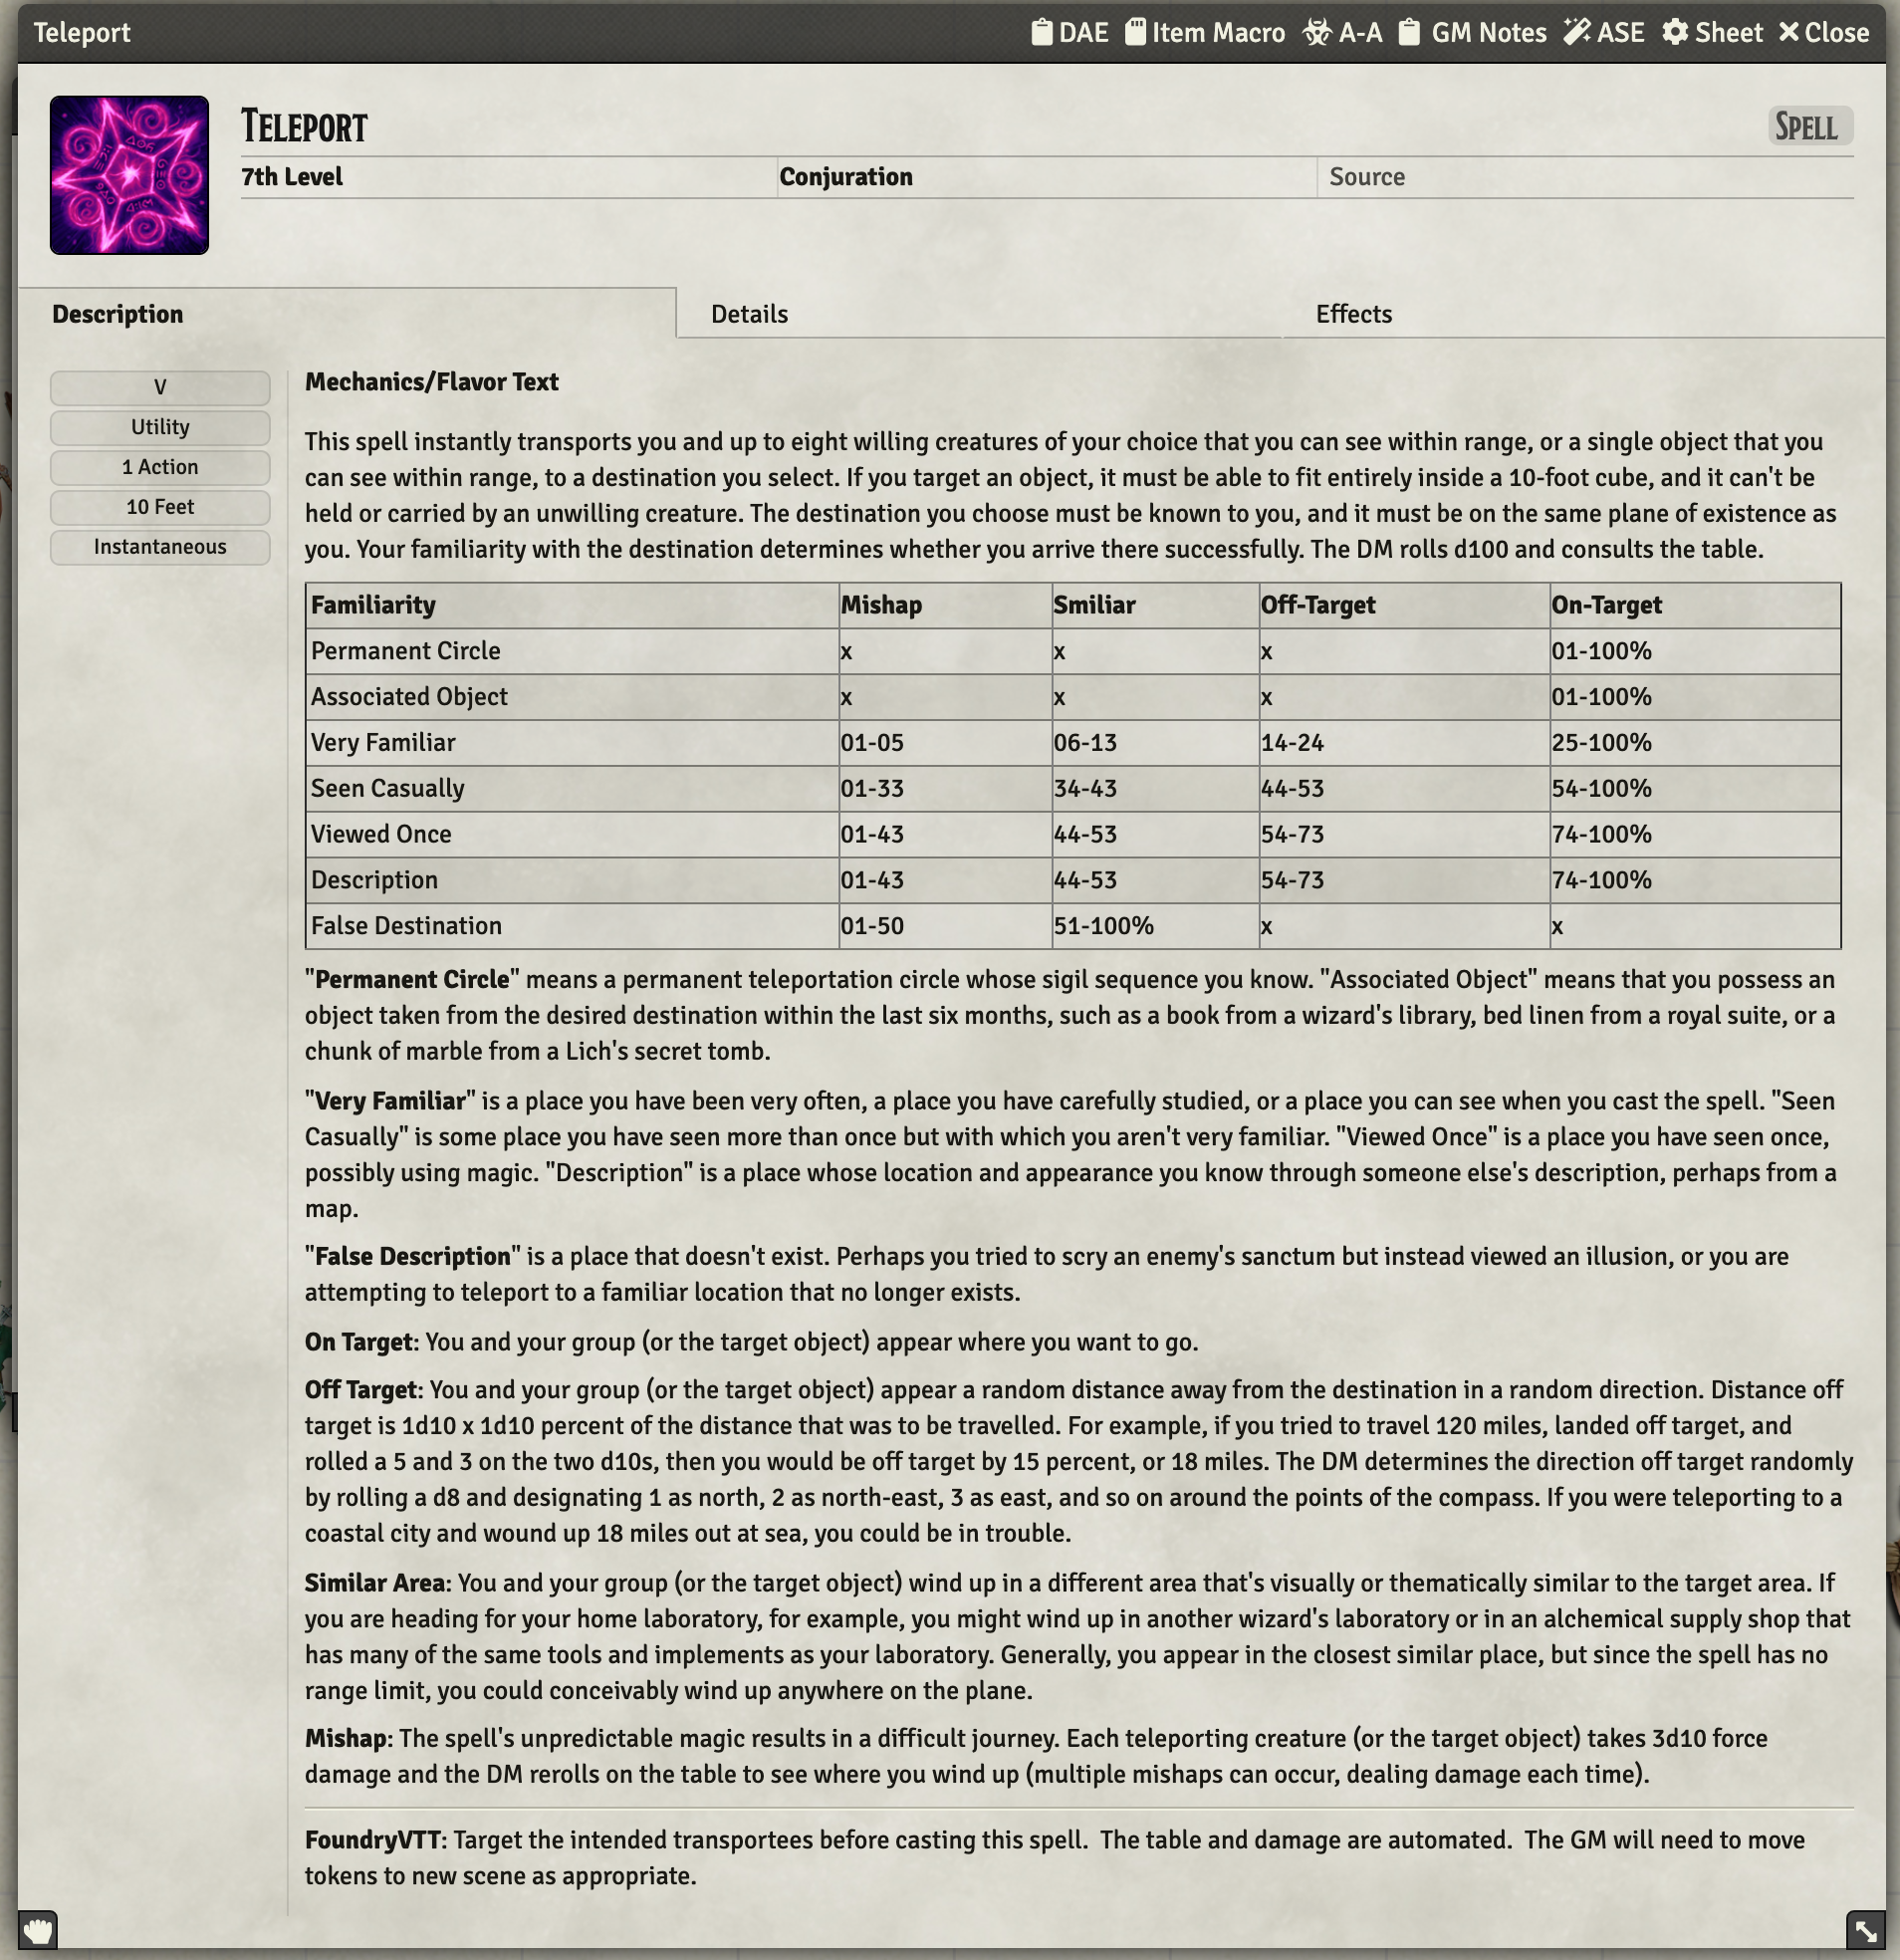 Teleport DAE Item Macro A-A GM Notes ASE Sheet Close
Teleport Spell
7th Level Conjuration Source
Description Details Effects
V
Utility
1 Action
10 Feet
Instantaneous
Mechanics/Flavor Text
This spell instantly transports you and up to eight willing creatures of your choice that you can see within range, or a single object that you
can see within range, to a destination you select. If you target an object, it must be able to fit entirely inside a 10-foot cube, and it can't be
held or carried by an unwilling creature. The destination you choose must be known to you, and it must be on the same plane of existence as
you. Your familiarity with the destination determines whether you arrive there successfully. The DM rolls d100 and consults the table.
Familiarity Mishap Smiliar Off-Target On-Target
Permanent Circle x x x 01-100%
Associated Object x x x 01-100%
Very Familiar 01-05 06-13 14-24 25-100%
Seen Casually 01-33 34-43 44-53 54-100%
Viewed Once 01-43 44-53 54-73 74-100%
Description 01-43 44-53 54-73 74-100%
False Destination 01-50 51-100% x x
"Permanent Circle" means a permanent teleportation circle whose sigil sequence you know. "Associated Object" means that you possess an
object taken from the desired destination within the last six months, such as a book from a wizard's library, bed linen from a royal suite, or a
chunk of marble from a Lich's secret tomb.
"Very Familiar" is a place you have been very often, a place you have carefully studied, or a place you can see when you cast the spell. "Seen
Casually" is some place you have seen more than once but with which you aren't very familiar. "Viewed Once" is a place you have seen once,
possibly using magic. "Description" is a place whose location and appearance you know through someone else's description, perhaps from a
map.
"False Description" is a place that doesn't exist. Perhaps you tried to scry an enemy's sanctum but instead viewed an illusion, or you are
attempting to teleport to a familiar location that no longer exists.
On Target: You and your group (or the target object) appear where you want to go.
Off Target: You and your group (or the target object) appear a random distance away from the destination in a random direction. Distance off
target is 1d10 x 1d10 percent of the distance that was to be travelled. For example, if you tried to travel 120 miles, landed off target, and
rolled a 5 and 3 on the two d10s, then you would be off target by 15 percent, or 18 miles. The DM determines the direction off target randomly
by rolling a d8 and designating 1 as north, 2 as north-east, 3 as east, and so on around the points of the compass. If you were teleporting to a
coastal city and wound up 18 miles out at sea, you could be in trouble.
Similar Area: You and your group (or the target object) wind up in a different area that's visually or thematically similar to the target area. If
you are heading for your home laboratory, for example, you might wind up in another wizard's laboratory or in an alchemical supply shop that
has many of the same tools and implements as your laboratory. Generally, you appear in the closest similar place, but since the spell has no
range limit, you could conceivably wind up anywhere on the plane.
Mishap: The spell's unpredictable magic results in a difficult journey. Each teleporting creature (or the target object) takes 3d10 force
damage and the DM rerolls on the table to see where you wind up (multiple mishaps can occur, dealing damage each time).
FoundryVTT: Target the intended transportees before casting this spell. The table and damage are automated. The GM will need to move
tokens to new scene as appropriate.